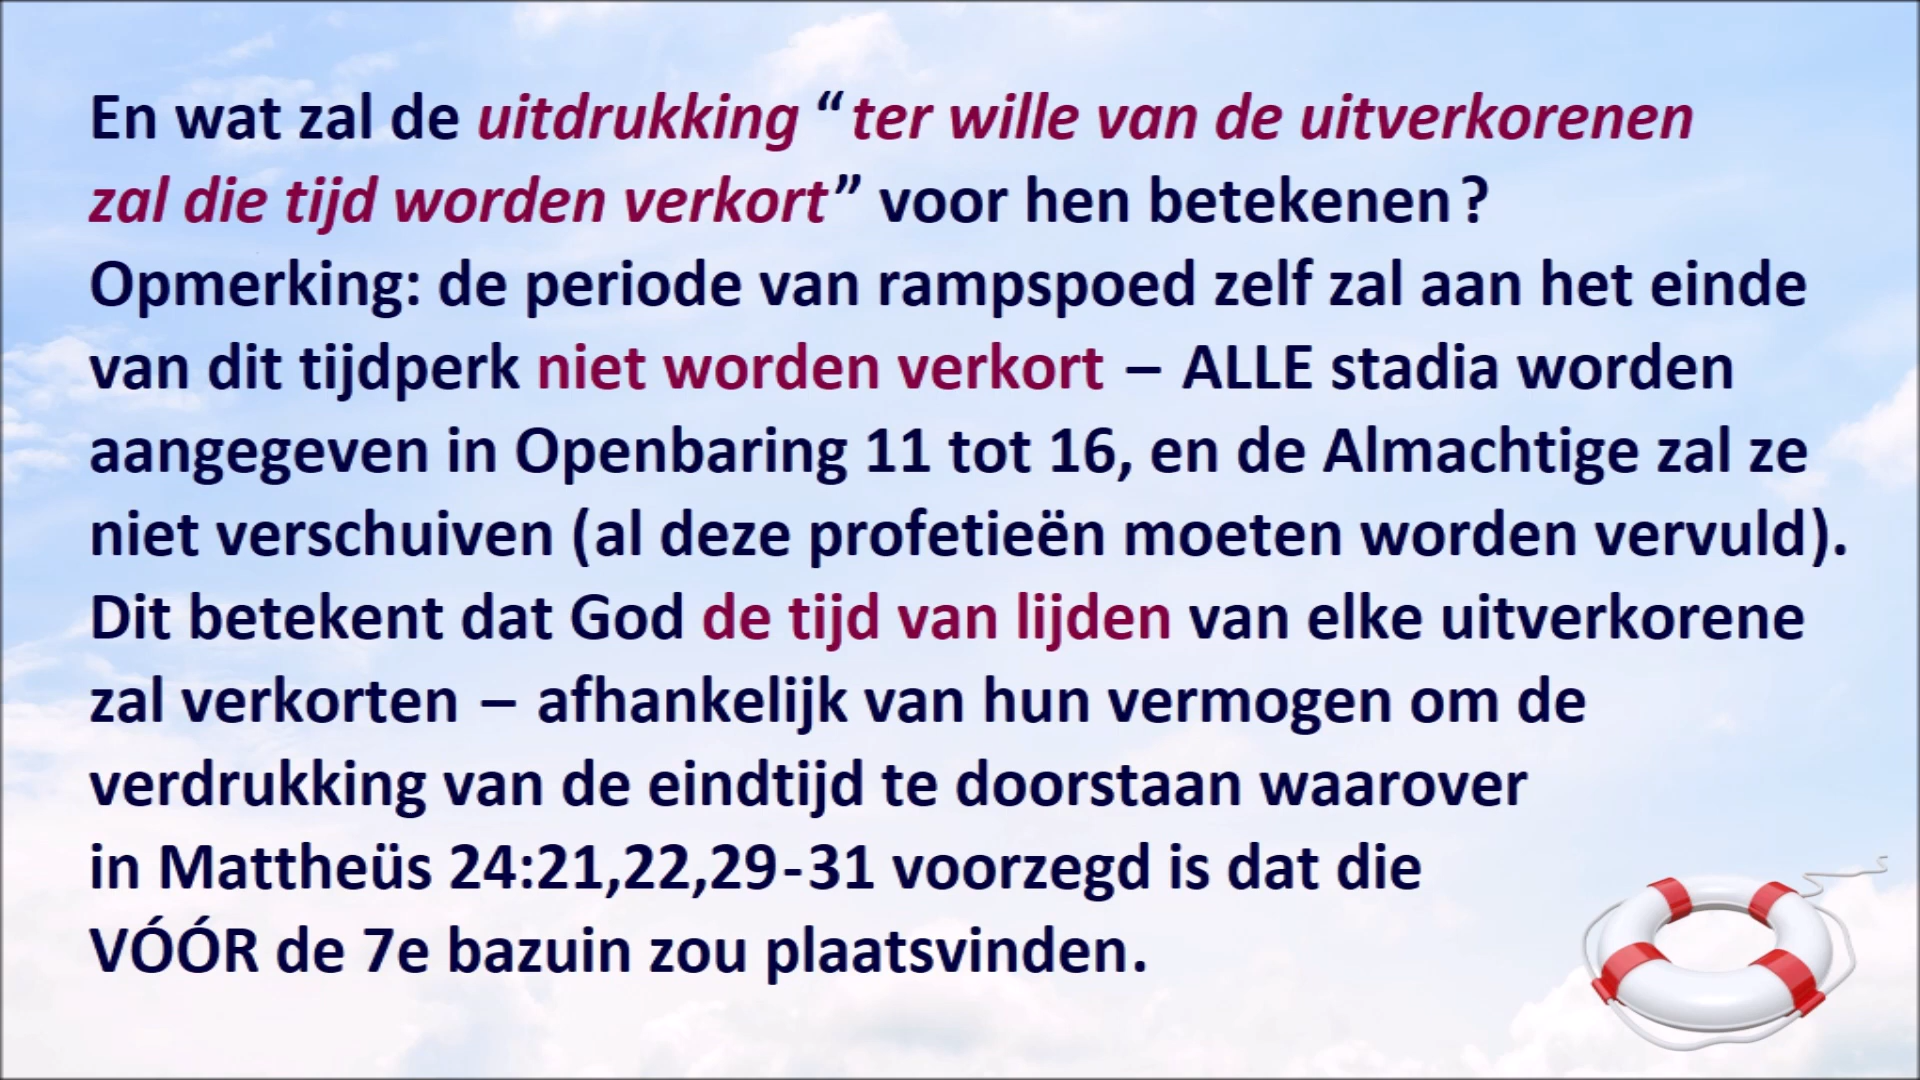 En wat zal de uitdrukking “ter wille van de uitverkorenen
zal die tijd worden verkort” voor hen betekenen?
Opmerking: de periode van rampspoed zelf zal aan het einde
van dit tijdperk niet worden verkort – ALLE stadia worden
aangegeven in Openbaring 11 tot 16, en de Almachtige zal ze
niet verschuiven (al deze profetieën moeten worden vervuld).
Dit betekent dat God de tijd van lijden van elke uitverkorene
zal verkorten – afhankelijk van hun vermogen om de
verdrukking van de eindtijd te doorstaan waarover
in Mattheüs 24:21,22,29-31 voorzegd is dat die
VÓÓR de 7e bazuin zou plaatsvinden.